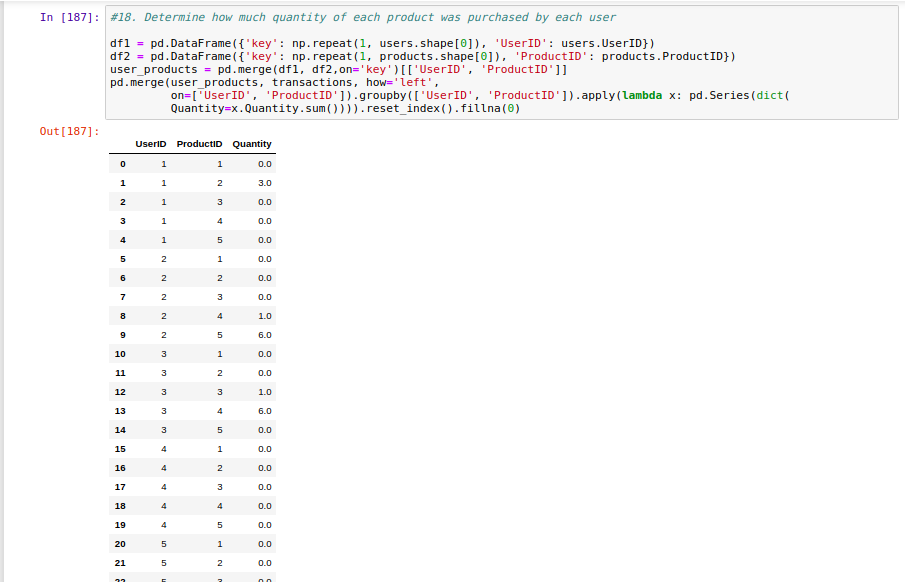 In [187]: #18. Determine how much quantity of each product was purchased by each user
df1 = pd.DataFrame({'key': np.repeat(1, users.shape[0]), 'UserID': users.UserID})
df2 = pd.DataFrame({'key': np.repeat(1, products.shape[0]), 'ProductID': products.ProductID})
user_products = pd.merge(df1, df2,on='key')[['UserID', 'ProductID']]
pd.merge(user_products, transactions, how='left',
on=['UserID', 'ProductID']).groupby(['UserID', 'ProductID']).apply(lambda x: pd.Series(dict(
Quantity=x.Quantity.sum()))).reset_index().fillna(0)
Out[187]:
UserID ProductID Quantity
0 1 1 0.0
1 1 2 3.0
2 1 3 0.0
3 1 4 0.0
4 1 5 0.0
5 2 1 0.0
6 2 2 0.0
7 2 3 0.0
8 2 4 1.0
9 2 5 6.0
10 3 1 0.0
11 3 2 0.0
12 3 3 1.0
13 3 4 6.0
14 3 5 0.0
15 4 1 0.0
16 4 2 0.0
17 4 3 0.0
18 4 4 0.0
19 4 5 0.0
20 5 1 0.0
21 5 2 0.0
22 5 3 0.0